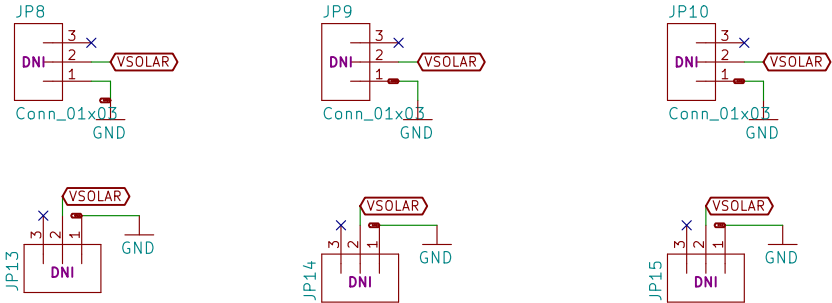 JP8
3
2
DNI
VSOLAR
1
Conn_01x03
GND
JP9
3
2
DNI
VSOLAR
1
Conn_01x03
GND
JP10
3
2
DNI
VSOLAR
1
Conn_01x03
GND
VSOLAR
3
2
1
GND
JP13
DNI
VSOLAR
3
2
1
GND
JP14
DNI
VSOLAR
3
2
1
GND
JP15
DNI